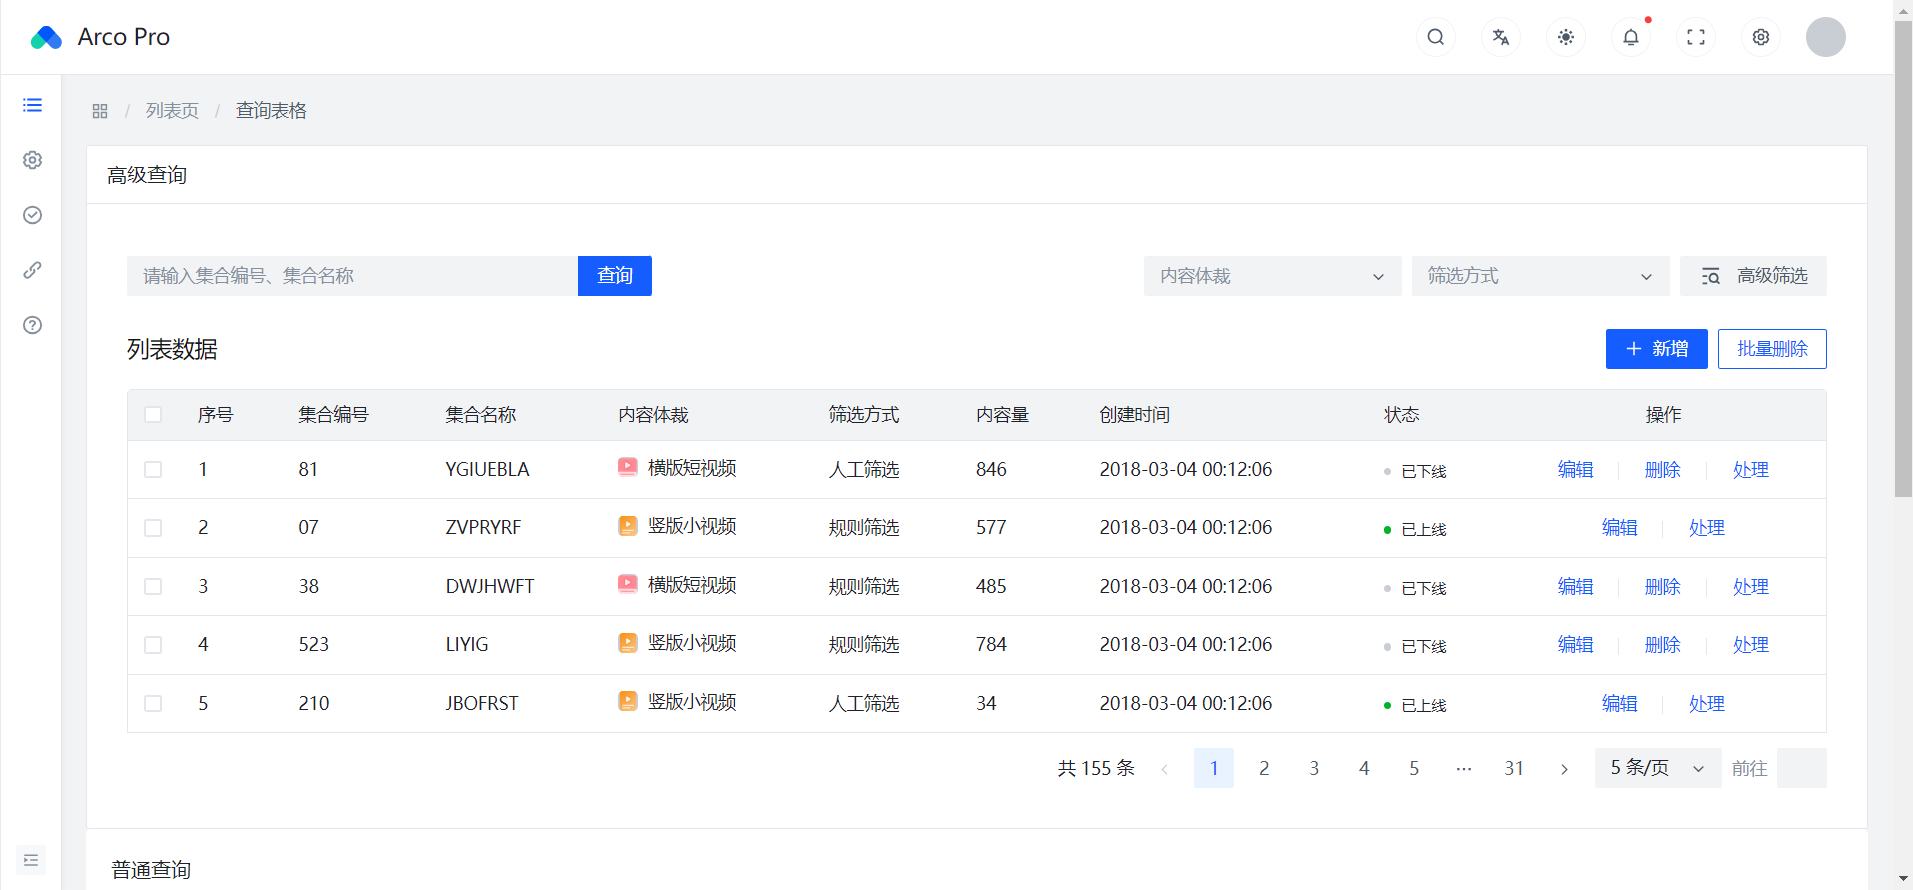 Arco Pro
/ 列表页 / 查询表格
高级查询
请输入集合编号、集合名称 查询 内容体裁 筛选方式 高级筛选
列表数据 新增 批量删除
序号 集合编号 集合名称 内容体裁 筛选方式 内容量 创建时间 状态 操作
1 81 YGIUEBLA 横版短视频 人工筛选 846 2018-03-04 00:12:06 已下线 编辑 删除 处理
2 07 ZVPRYRF 竖版小视频 规则筛选 577 2018-03-04 00:12:06 已上线 编辑 处理
3 38 DWJHWFT 横版短视频 规则筛选 485 2018-03-04 00:12:06 已下线 编辑 删除 处理
4 523 LIYIG 竖版小视频 规则筛选 784 2018-03-04 00:12:06 已下线 编辑 删除 处理
5 210 JBOFRST 竖版小视频 人工筛选 34 2018-03-04 00:12:06 已上线 编辑 处理
共 155 条 1 2 3 4 5 ··· 31 5 条/页 前往
普通查询